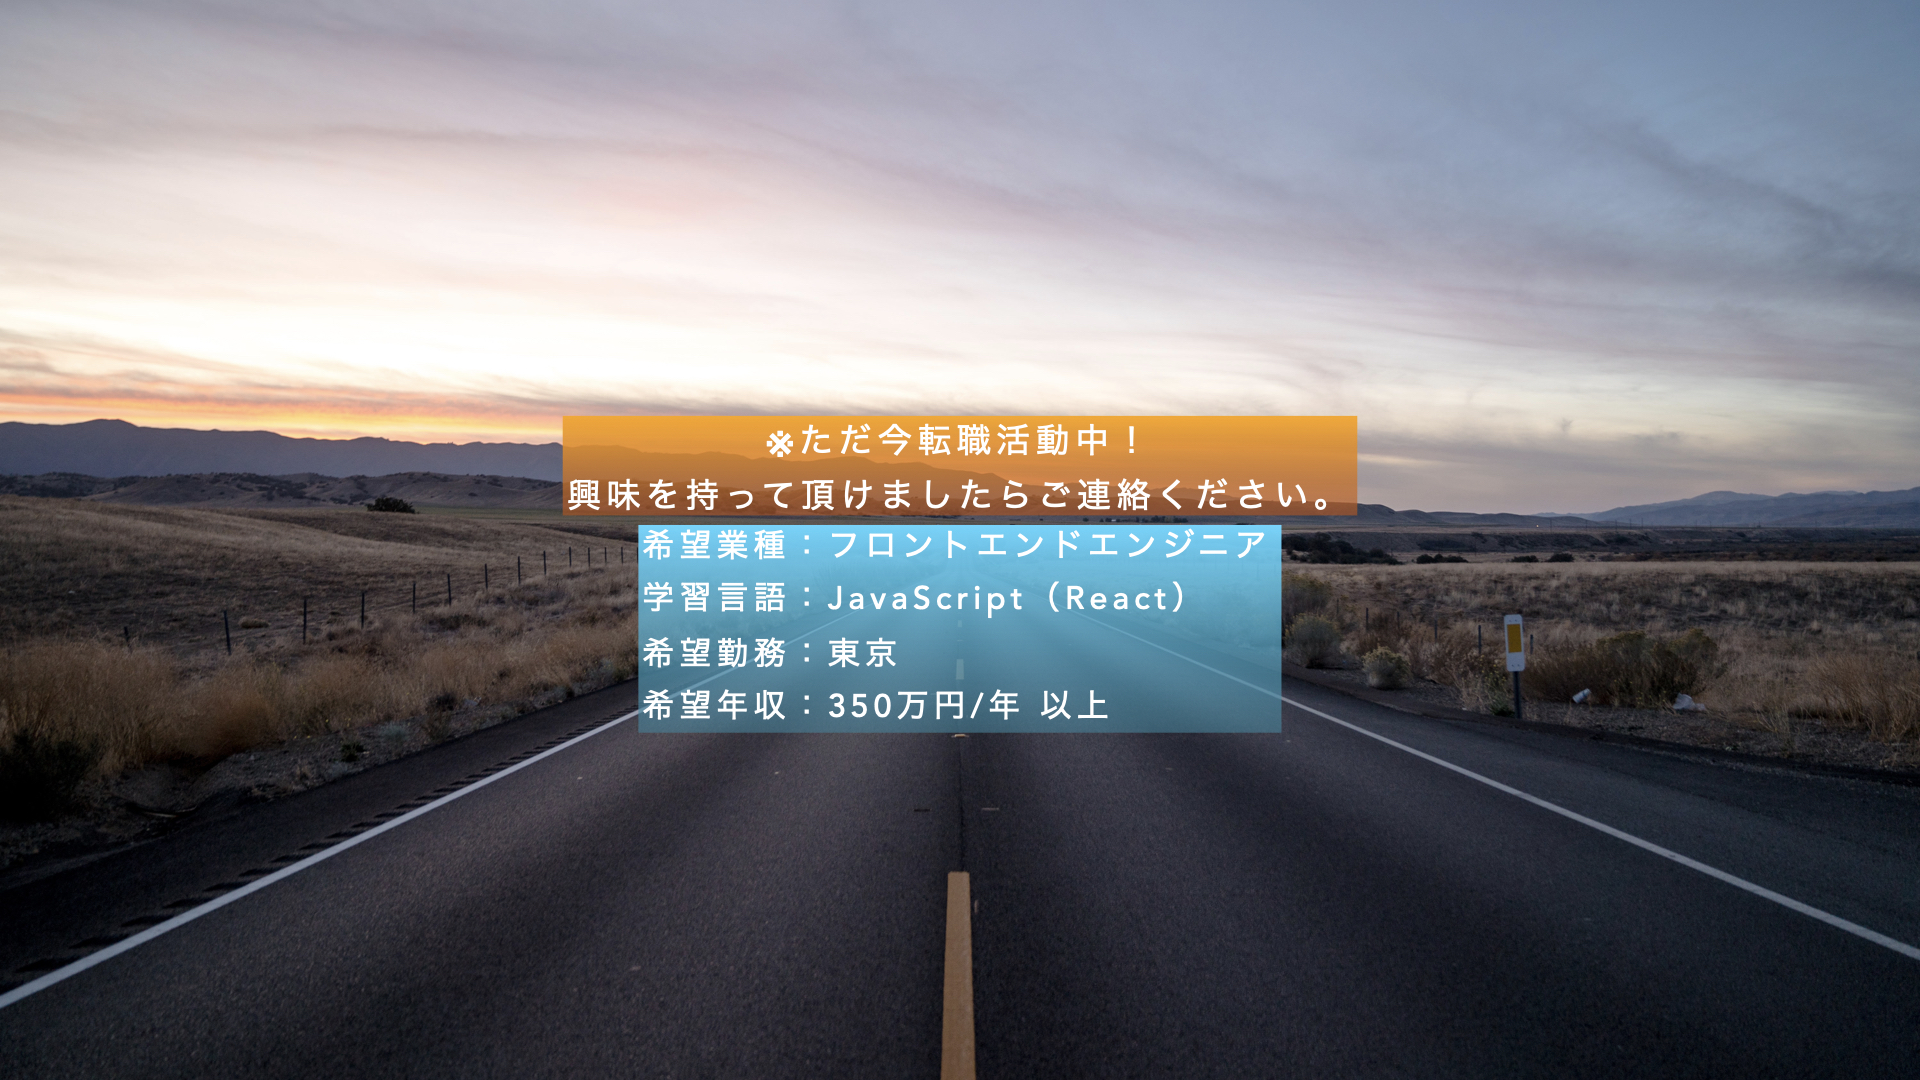 ※ただ今転職活動中！
興味を持って頂けましたらご連絡ください。
希望業種：フロントエンドエンジニア
学習言語：JavaScript（React）
希望勤務：東京
希望年収：350万円/年 以上